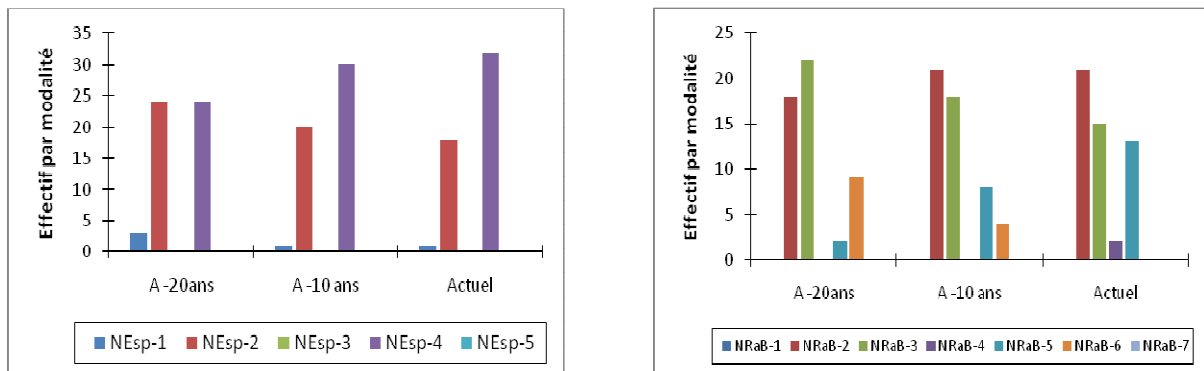 Effectif par modalité
35
30
25
20
15
10
5
0
A -20ans A -10 ans Actuel
NEsp-1 NEsp-2 NEsp-3 NEsp-4 NEsp-5
Effectif par modalité
25
20
15
10
5
0
A -20ans A -10 ans Actuel
NRaB-1 NRaB-2 NRaB-3 NRaB-4 NRaB-5 NRaB-6 NRaB-7